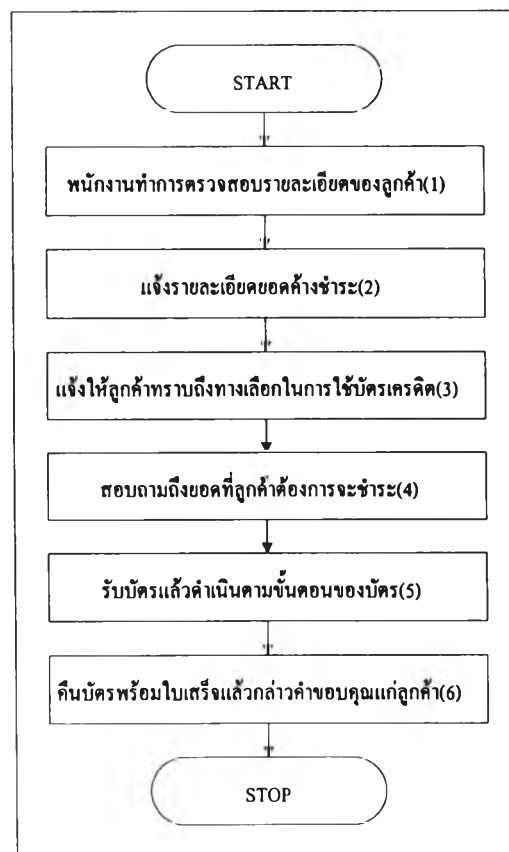 START
พนักงานทำการตรวจสอบรายละเอียดของลูกค้า(1)
แจ้งรายละเอียดยอดค้างชำระ(2)
แจ้งให้ลูกค้าทราบถึงทางเลือกในการใช้บัตรเครดิต(3)
สอบถามถึงยอดที่ลูกค้าต้องการจะชำระ(4)
รับบัตรแล้วดำเนินตามขั้นตอนของบัตร(5)
คืนบัตรพร้อมใบเสร็จแล้วกล่าวคำขอบคุณแก่ลูกค้า(6)
STOP